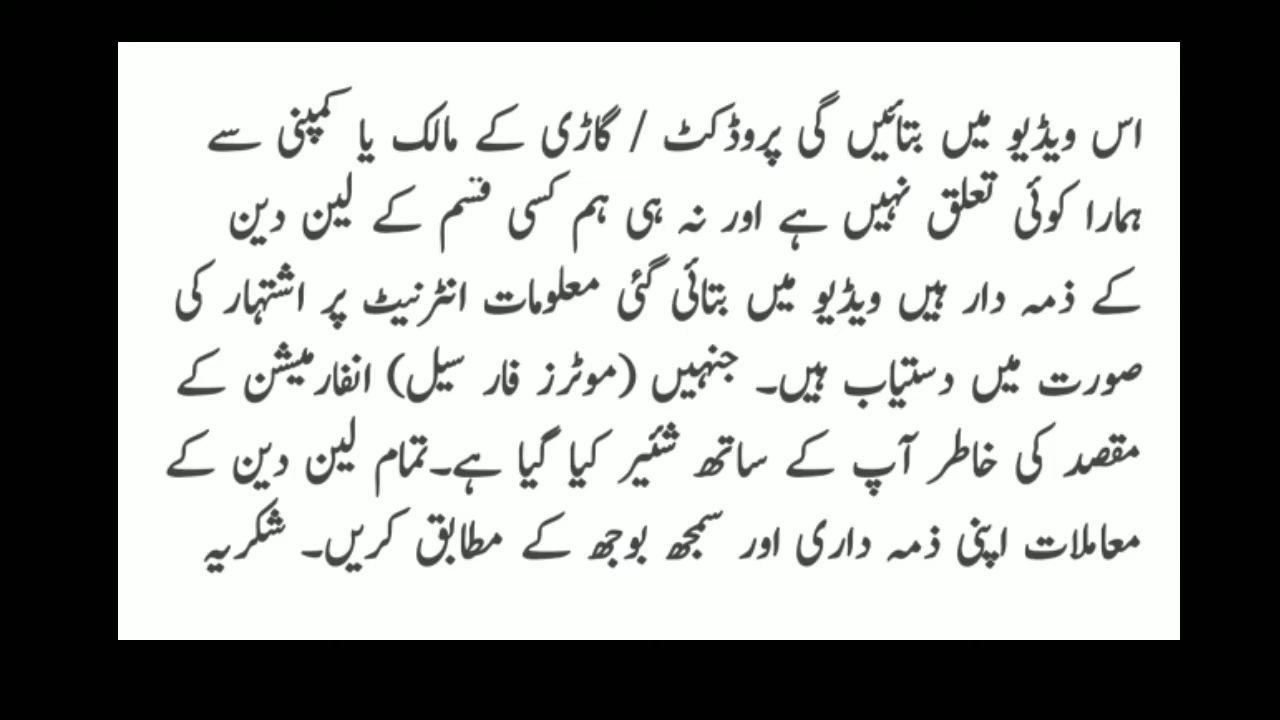 اس ویڈیو میں بتائیں گی پروڈکٹ / گاڑی کے مالک یا کمپنی سے
ہمارا کوئی تعلق نہیں ہے اور نہ ہی ہم کسی قسم کے لین دین
کے ذمہ دار ہیں ویڈیو میں بتائی گئی معلومات انٹرنیٹ پر اشتہار کی
صورت میں دستیاب ہیں۔ جنہیں (موٹرز فار سیل) انفارمیشن کے
مقصد کی خاطر آپ کے ساتھ شئیر کیا گیا ہے۔تمام لین دین کے
معاملات اپنی ذمہ داری اور سمجھ بوجھ کے مطابق کریں۔ شکریہ